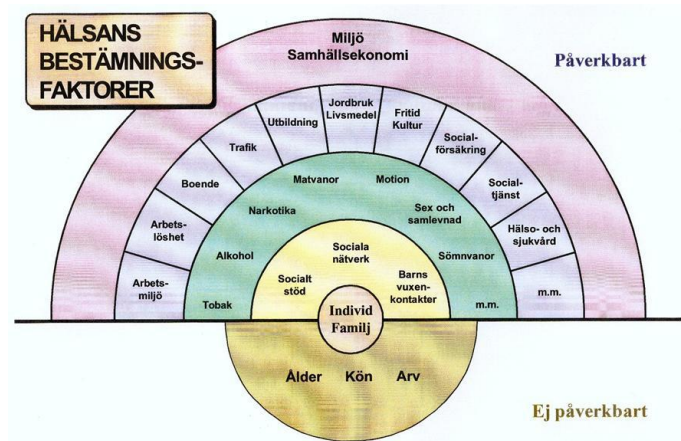 HÄLSANS
BESTÄMNINGS-
FAKTORER
Miljö
Samhällsekonomi
Påverkbart
Arbets-
miljö
Arbets-
löshet
Boende
Trafik
Utbildning
Jordbruk
Livsmedel
Fritid
Kultur
Social-
försäkring
Social-
tjänst
Hälso- och
sjukvård
m.m.
Tobak
Alkohol
Narkotika
Matvanor
Motion
Sex och
samlevnad
Sömnvanor
m.m.
Socialt
stöd
Sociala
nätverk
Barns
vuxen-
kontakter
Individ
Familj
Ålder Kön Arv
Ej påverkbart